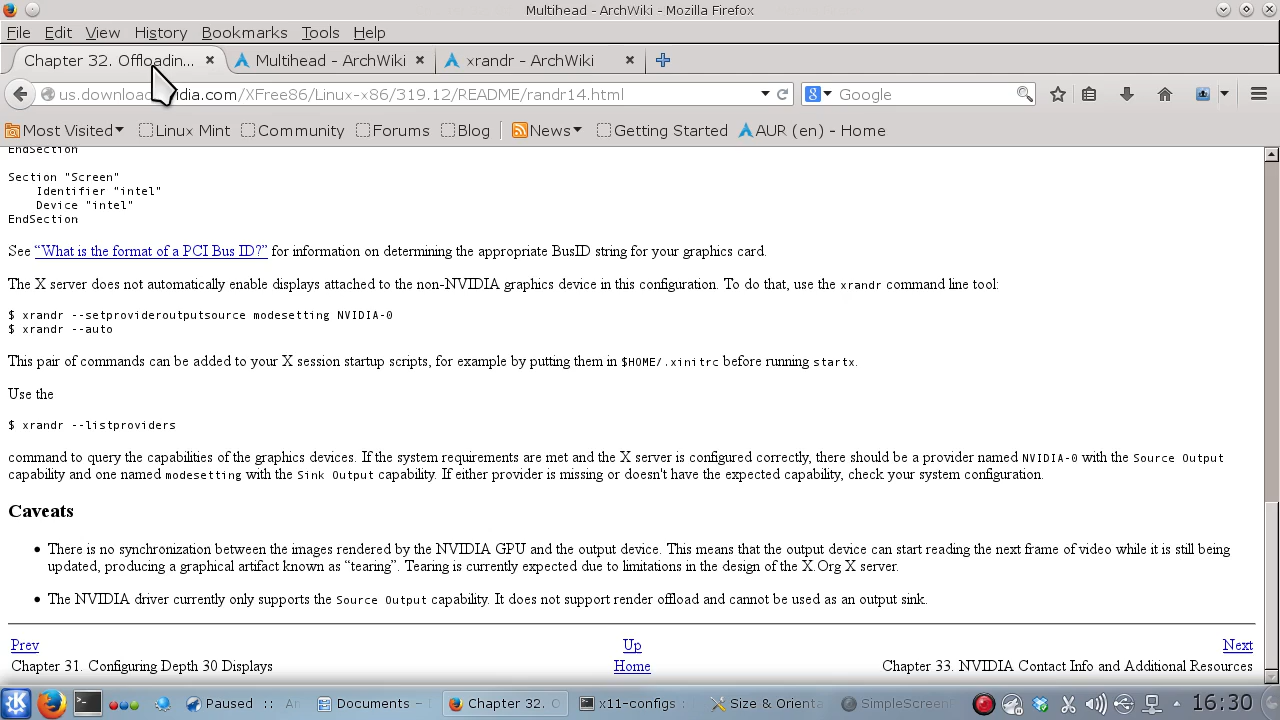 Multihead - ArchWiki - Mozilla Firefox
File Edit View History Bookmarks Tools Help
Chapter 32. Offloadin... Multihead - ArchWiki xrandr - ArchWiki
/XFree86/Linux-x86/319.12/README/randr14.html Google
Most Visited Linux Mint Community Forums Blog News Getting Started AUR (en) - Home
EndSection
Section "Screen"
Identifier "intel"
Device "intel"
EndSection
See “What is the format of a PCI Bus ID?” for information on determining the appropriate BusID string for your graphics card.
The X server does not automatically enable displays attached to the non-NVIDIA graphics device in this configuration. To do that, use the xrandr command line tool:
$ xrandr --setprovideroutputsource modesetting NVIDIA-0
$ xrandr --auto
This pair of commands can be added to your X session startup scripts, for example by putting them in $HOME/.xinitrc before running startx.
Use the
$ xrandr --listproviders
command to query the capabilities of the graphics devices. If the system requirements are met and the X server is configured correctly, there should be a provider named NVIDIA-0 with the Source Output
capability and one named modesetting with the Sink Output capability. If either provider is missing or doesn't have the expected capability, check your system configuration.
Caveats
There is no synchronization between the images rendered by the NVIDIA GPU and the output device. This means that the output device can start reading the next frame of video while it is still being
updated, producing a graphical artifact known as “tearing”. Tearing is currently expected due to limitations in the design of the X.Org X server.
The NVIDIA driver currently only supports the Source Output capability. It does not support render offload and cannot be used as an output sink.
Prev Up Next
Chapter 31. Configuring Depth 30 Displays Home Chapter 33. NVIDIA Contact Info and Additional Resources
Paused :: Documents - Chapter 32. O x11-configs : Size & Orienta SimpleScreen 16:30